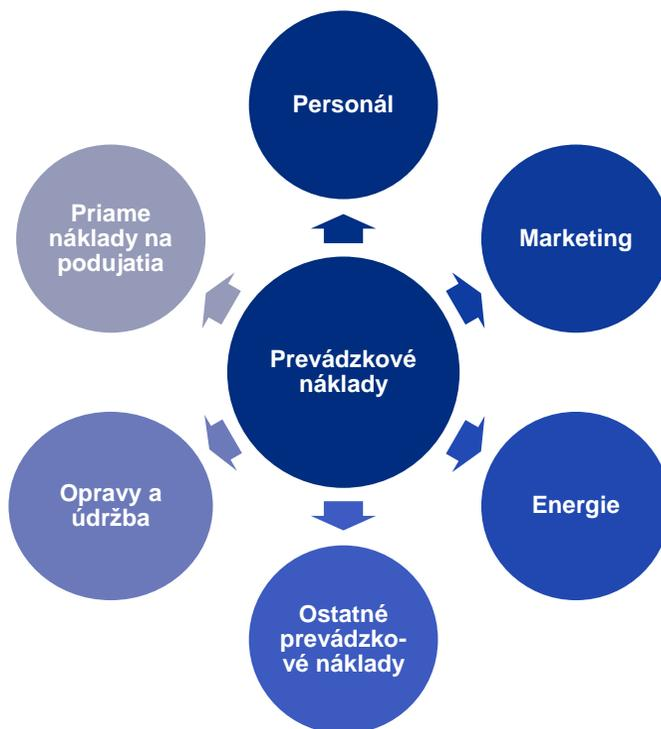 Personál
Marketing
Energie
Ostatné
prevádzko-
vé náklady
Opravy a
údržba
Priame
náklady na
podujatia
Prevádzkové
náklady